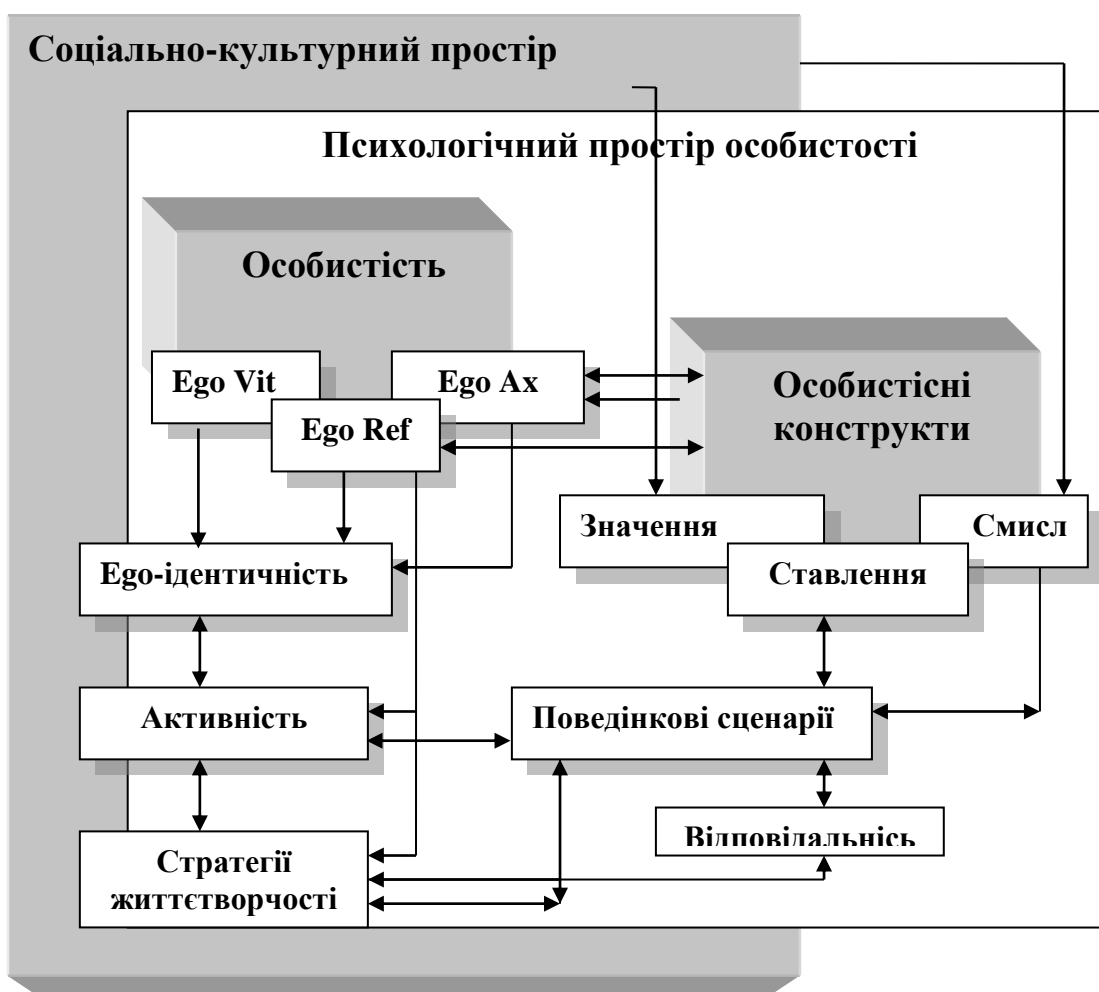 Соціально-культурний простір
Психологічний простір особистості
Особистість
Ego Vit
Ego Ax
Ego Ref
Особистісні
конструкти
Значення
Смисл
Ставлення
Ego-ідентичність
Активність
Поведінкові сценарії
Відповідальнісь
Стратегії
життєтворчості